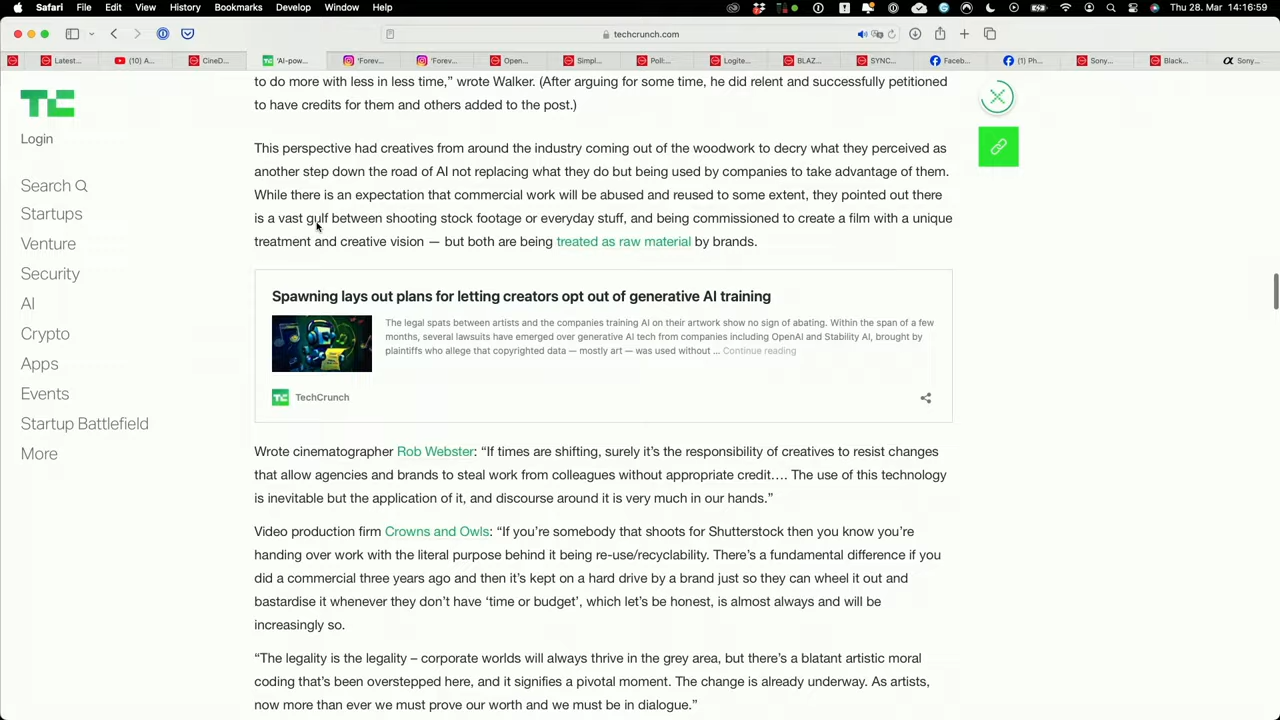 Safari File Edit View History Bookmarks Develop Window Help Thu 28. Mar 14:16:59
techcrunch.com
Latest... (10) A... CineD... 'AI-pow... 'Forev... 'Forev... Open... Simpl... Poli:... Logite... BLAZ... SYNC... Faceb... (1) Ph... Sony... Black... Sony...
TC
Login
Search
Startups
Venture
Security
AI
Crypto
Apps
Events
Startup Battlefield
More
to do more with less in less time,” wrote Walker. (After arguing for some time, he did relent and successfully petitioned
to have credits for them and others added to the post.)
This perspective had creatives from around the industry coming out of the woodwork to decry what they perceived as
another step down the road of AI not replacing what they do but being used by companies to take advantage of them.
While there is an expectation that commercial work will be abused and reused to some extent, they pointed out there
is a vast gulf between shooting stock footage or everyday stuff, and being commissioned to create a film with a unique
treatment and creative vision — but both are being treated as raw material by brands.
Spawning lays out plans for letting creators opt out of generative AI training
The legal spats between artists and the companies training AI on their artwork show no sign of abating. Within the span of a few
months, several lawsuits have emerged over generative AI tech from companies including OpenAI and Stability AI, brought by
plaintiffs who allege that copyrighted data — mostly art — was used without ... Continue reading
TechCrunch
Wrote cinematographer Rob Webster: “If times are shifting, surely it’s the responsibility of creatives to resist changes
that allow agencies and brands to steal work from colleagues without appropriate credit…. The use of this technology
is inevitable but the application of it, and discourse around it is very much in our hands.”
Video production firm Crowns and Owls: “If you’re somebody that shoots for Shutterstock then you know you’re
handing over work with the literal purpose behind it being re-use/recyclability. There’s a fundamental difference if you
did a commercial three years ago and then it’s kept on a hard drive by a brand just so they can wheel it out and
bastardise it whenever they don’t have ‘time or budget’, which let’s be honest, is almost always and will be
increasingly so.
“The legality is the legality – corporate worlds will always thrive in the grey area, but there’s a blatant artistic moral
coding that’s been overstepped here, and it signifies a pivotal moment. The change is already underway. As artists,
now more than ever we must prove our worth and we must be in dialogue.”